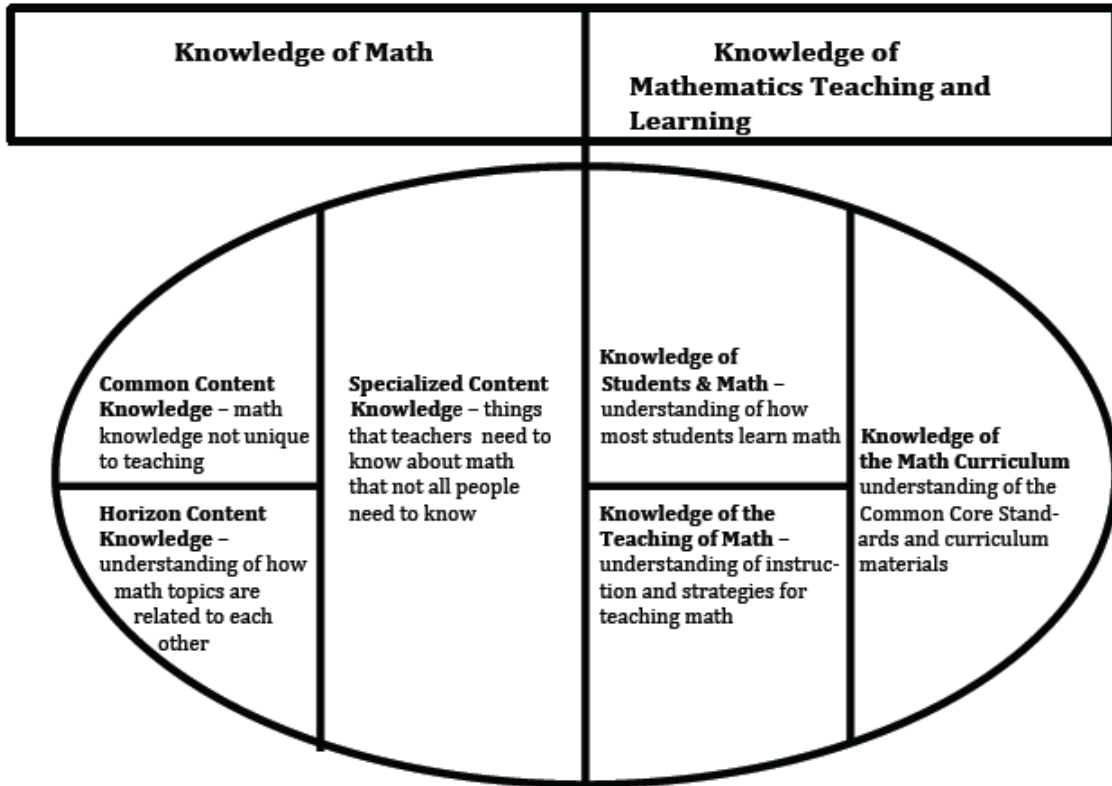 Knowledge of Math
Knowledge of
Mathematics Teaching and
Learning
Common Content
Knowledge – math
knowledge not unique
to teaching
Horizon Content
Knowledge –
understanding of how
math topics are
related to each
other
Specialized Content
Knowledge – things
that teachers need to
know about math
that not all people
need to know
Knowledge of
Students & Math –
understanding of how
most students learn math
Knowledge of the
Teaching of Math –
understanding of instruc-
tion and strategies for
teaching math
Knowledge of
the Math Curriculum
understanding of the
Common Core Stand-
ards and curriculum
materials